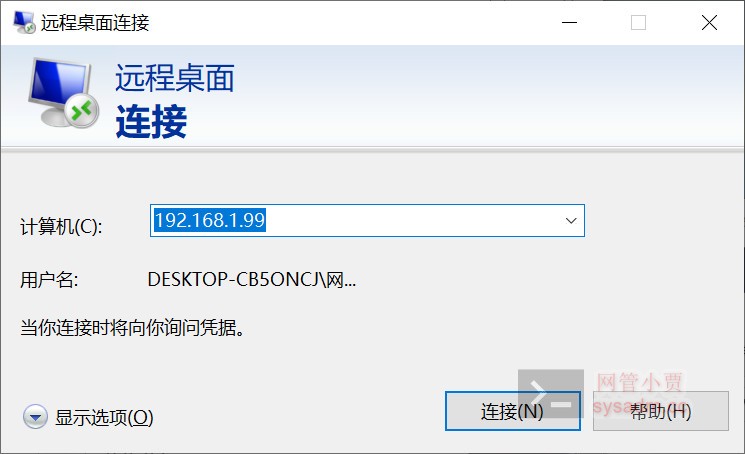 远程桌面连接
远程桌面
连接
计算机(C):
192.168.1.99
用户名:
DESKTOP-CB5ONCJ\网...
当你连接时将向你询问凭据。
显示选项(O)
连接(N)
帮助(H)
网管小贾
sysadm.cc